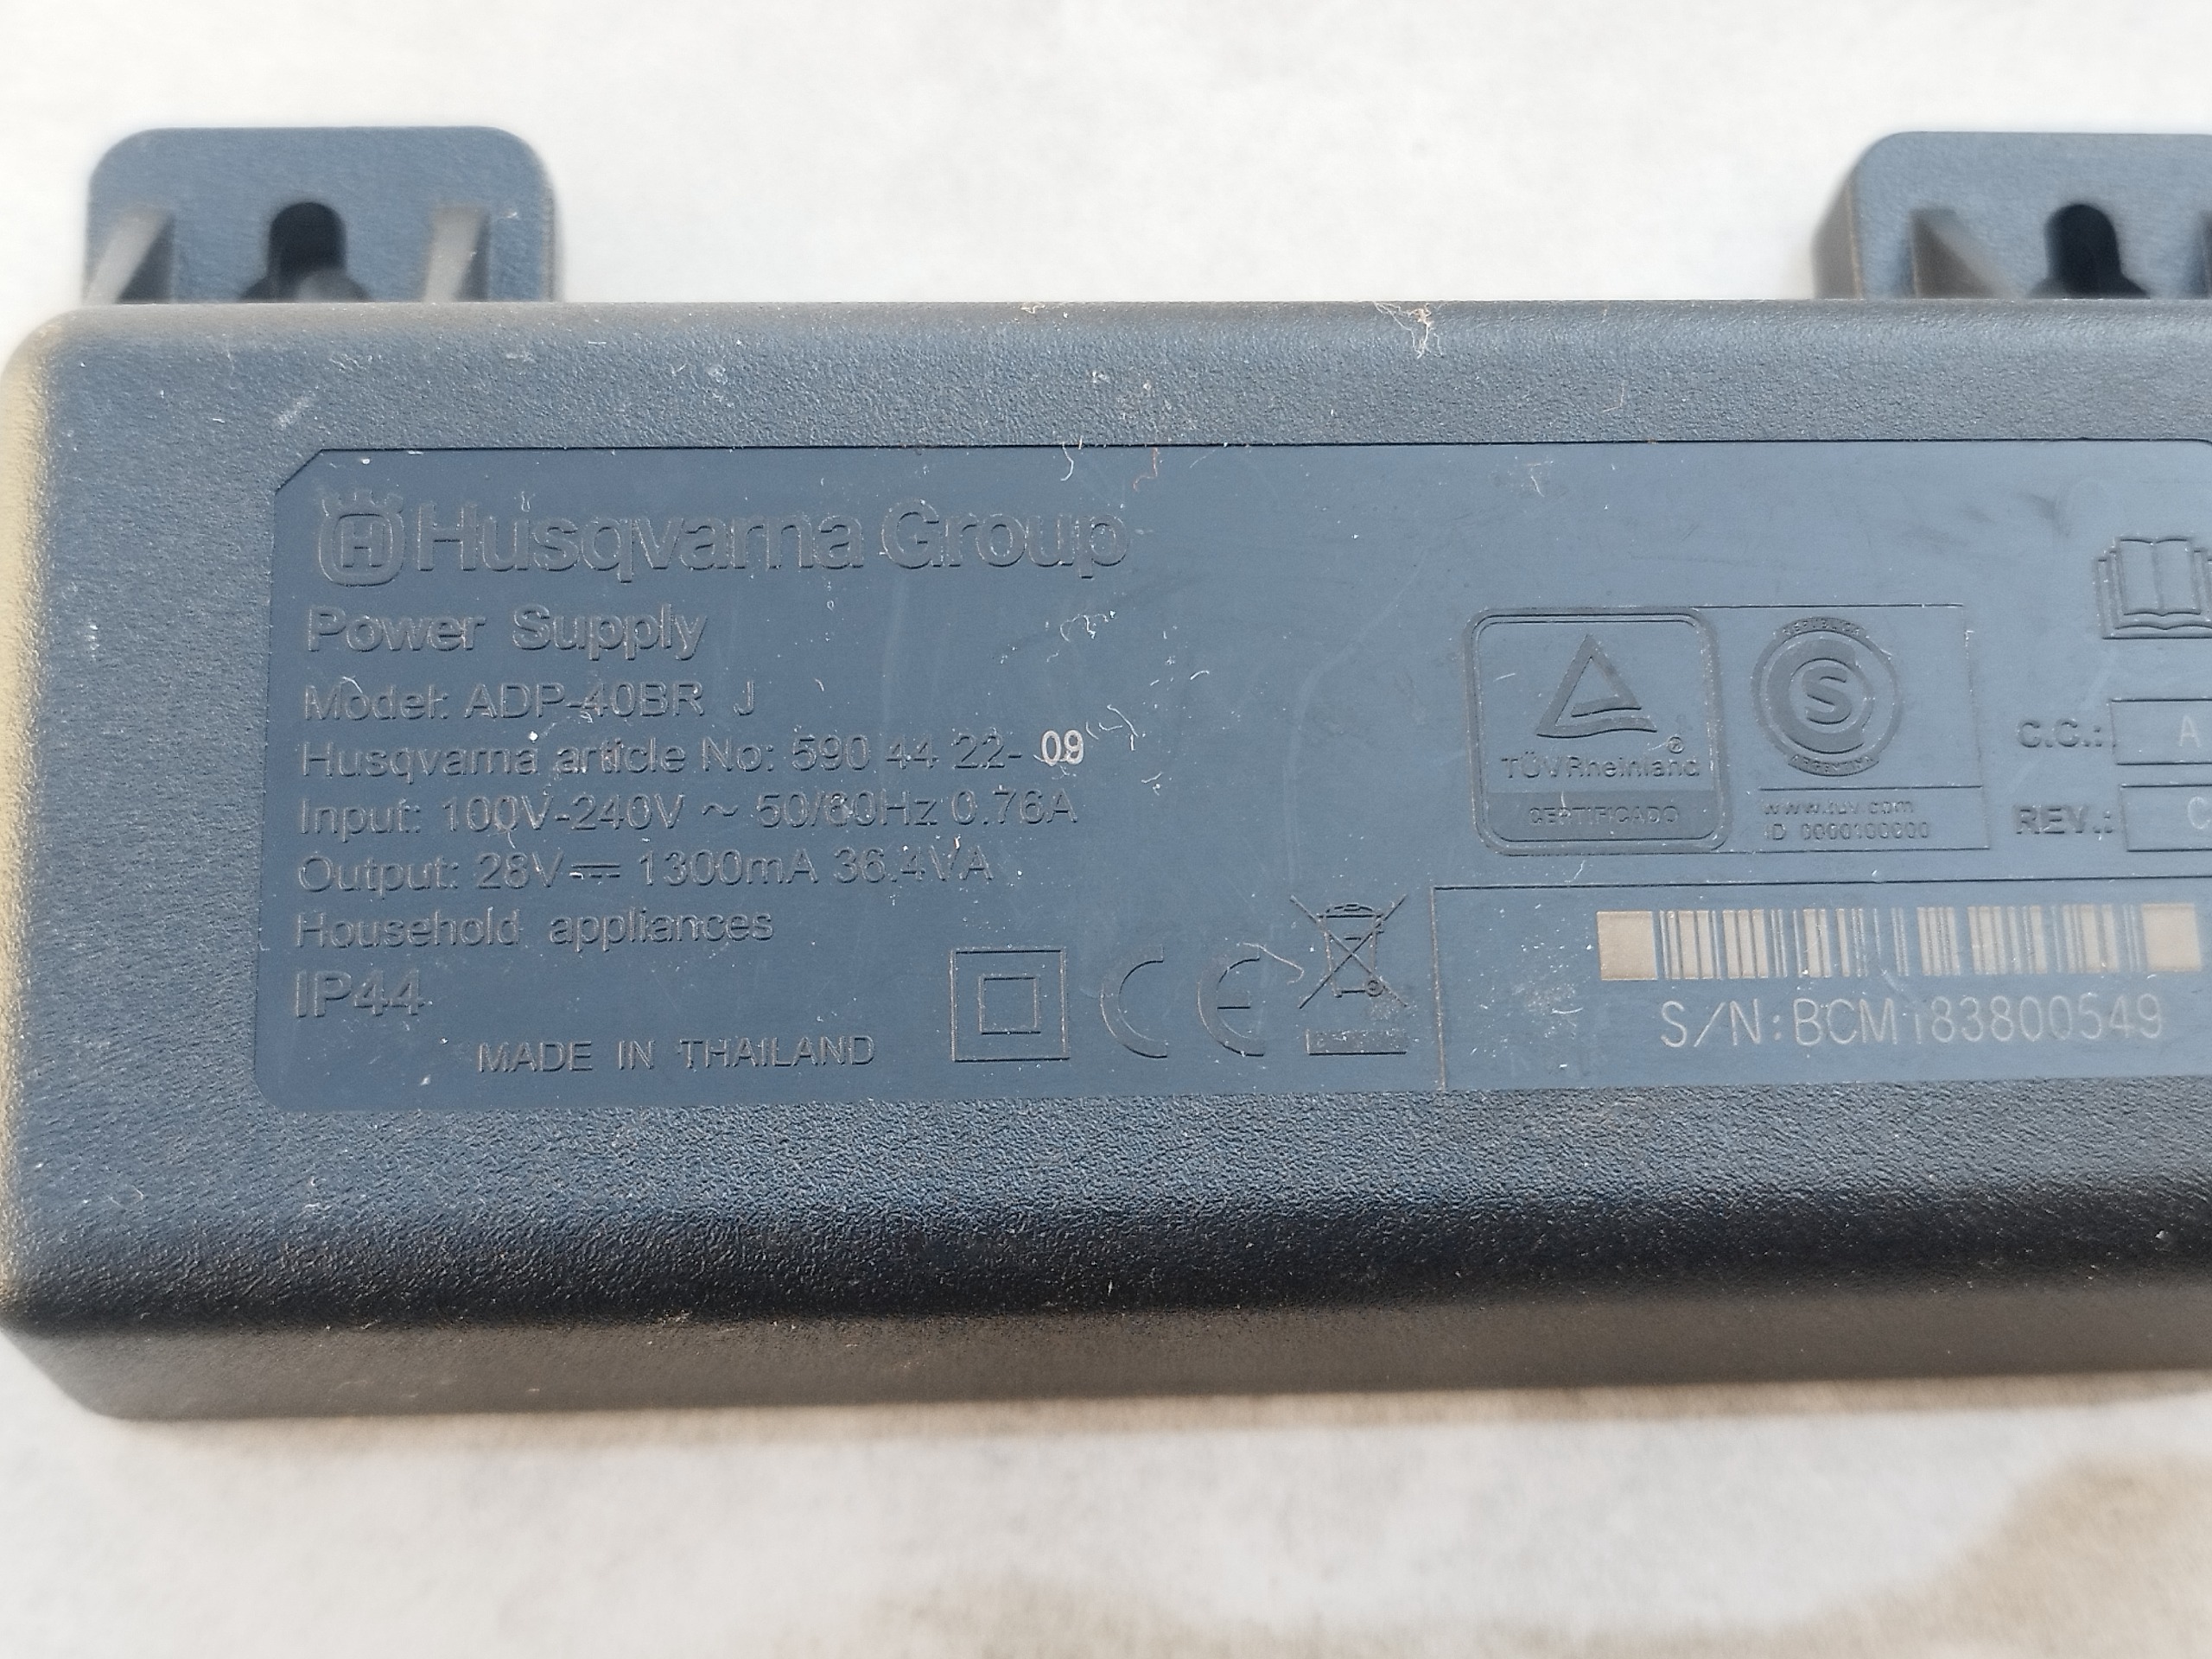 Husqvarna Group
Power Supply
Model: ADP-40BR J
Husqvarna article No: 590 44 22- 09
Input: 100V-240V ~ 50/60Hz 0.76A
Output: 28V⎓ 1300mA 36.4VA
Household appliances
IP44
MADE IN THAILAND
TÜVRheinland
®
CERTIFICADO
S
ARGENTINA
www.tuv.com
ID 0000100000
C.C.: A
REV.: C
S/N:BCM183800549